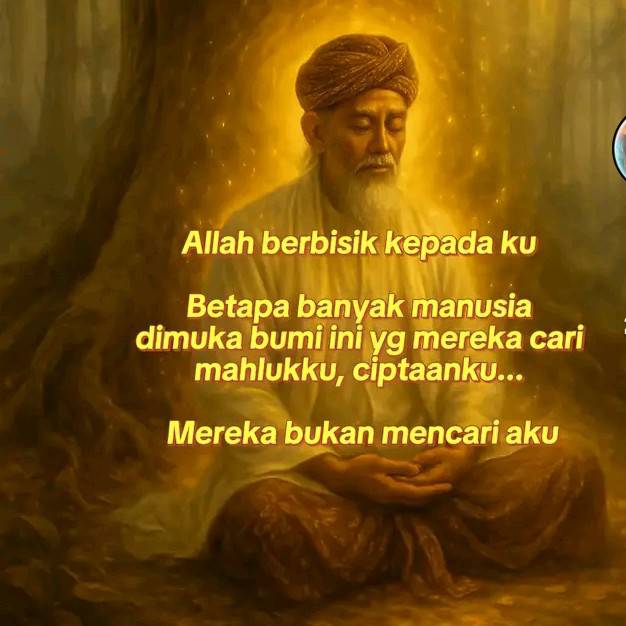 Allah berbisik kepada ku
Betapa banyak manusia
dimuka bumi ini yg mereka cari
mahlukku, ciptaanku...
Mereka bukan mencari aku